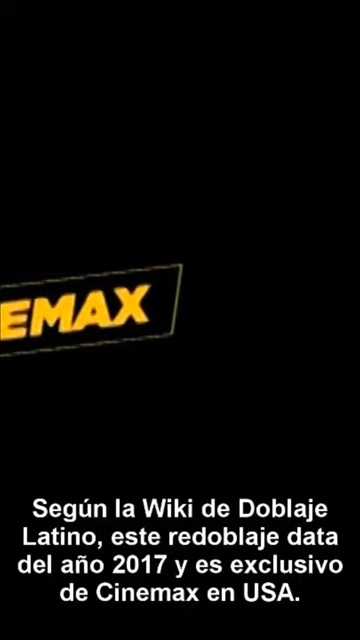 EMAX
Según la Wiki de Doblaje
Latino, este redoblaje data
del año 2017 y es exclusivo
de Cinemax en USA.